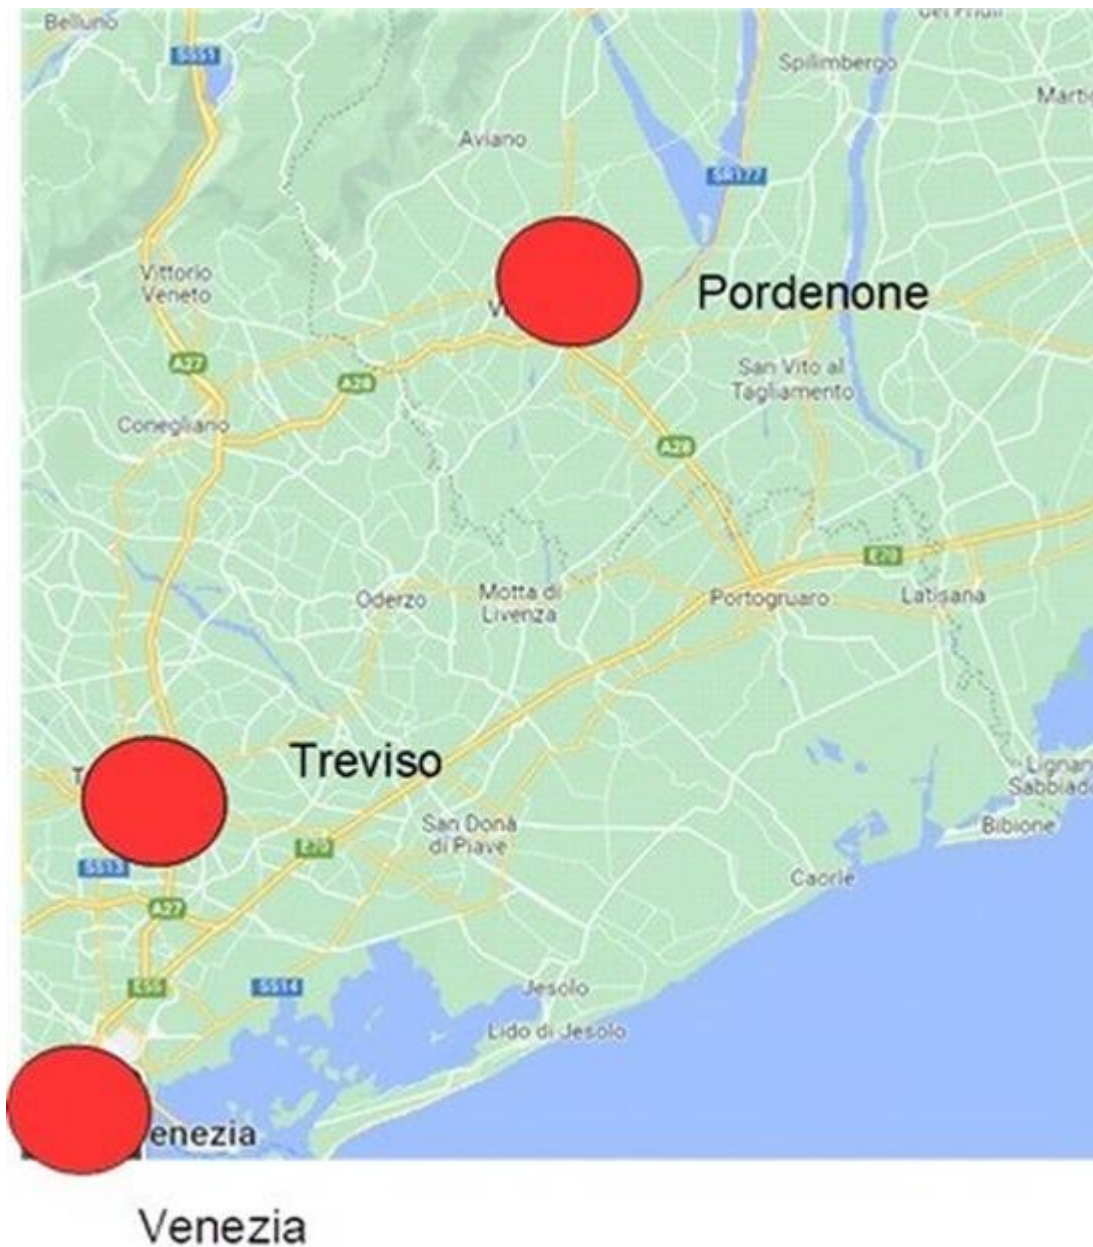 Belluno
SS51
Spilimbergo
Aviano
SR177
Vittorio
Veneto
Pordenone
A27
A28
San Vito al
Tagliamento
Conegliano
A28
E70
Oderzo
Motta di
Livenza
Portogruaro
Latisana
Treviso
San Donà
di Piave
E70
Bibione
SS13
Caorle
A27
E55
SS14
Jesolo
Lido di Jesolo
enezia
Venezia